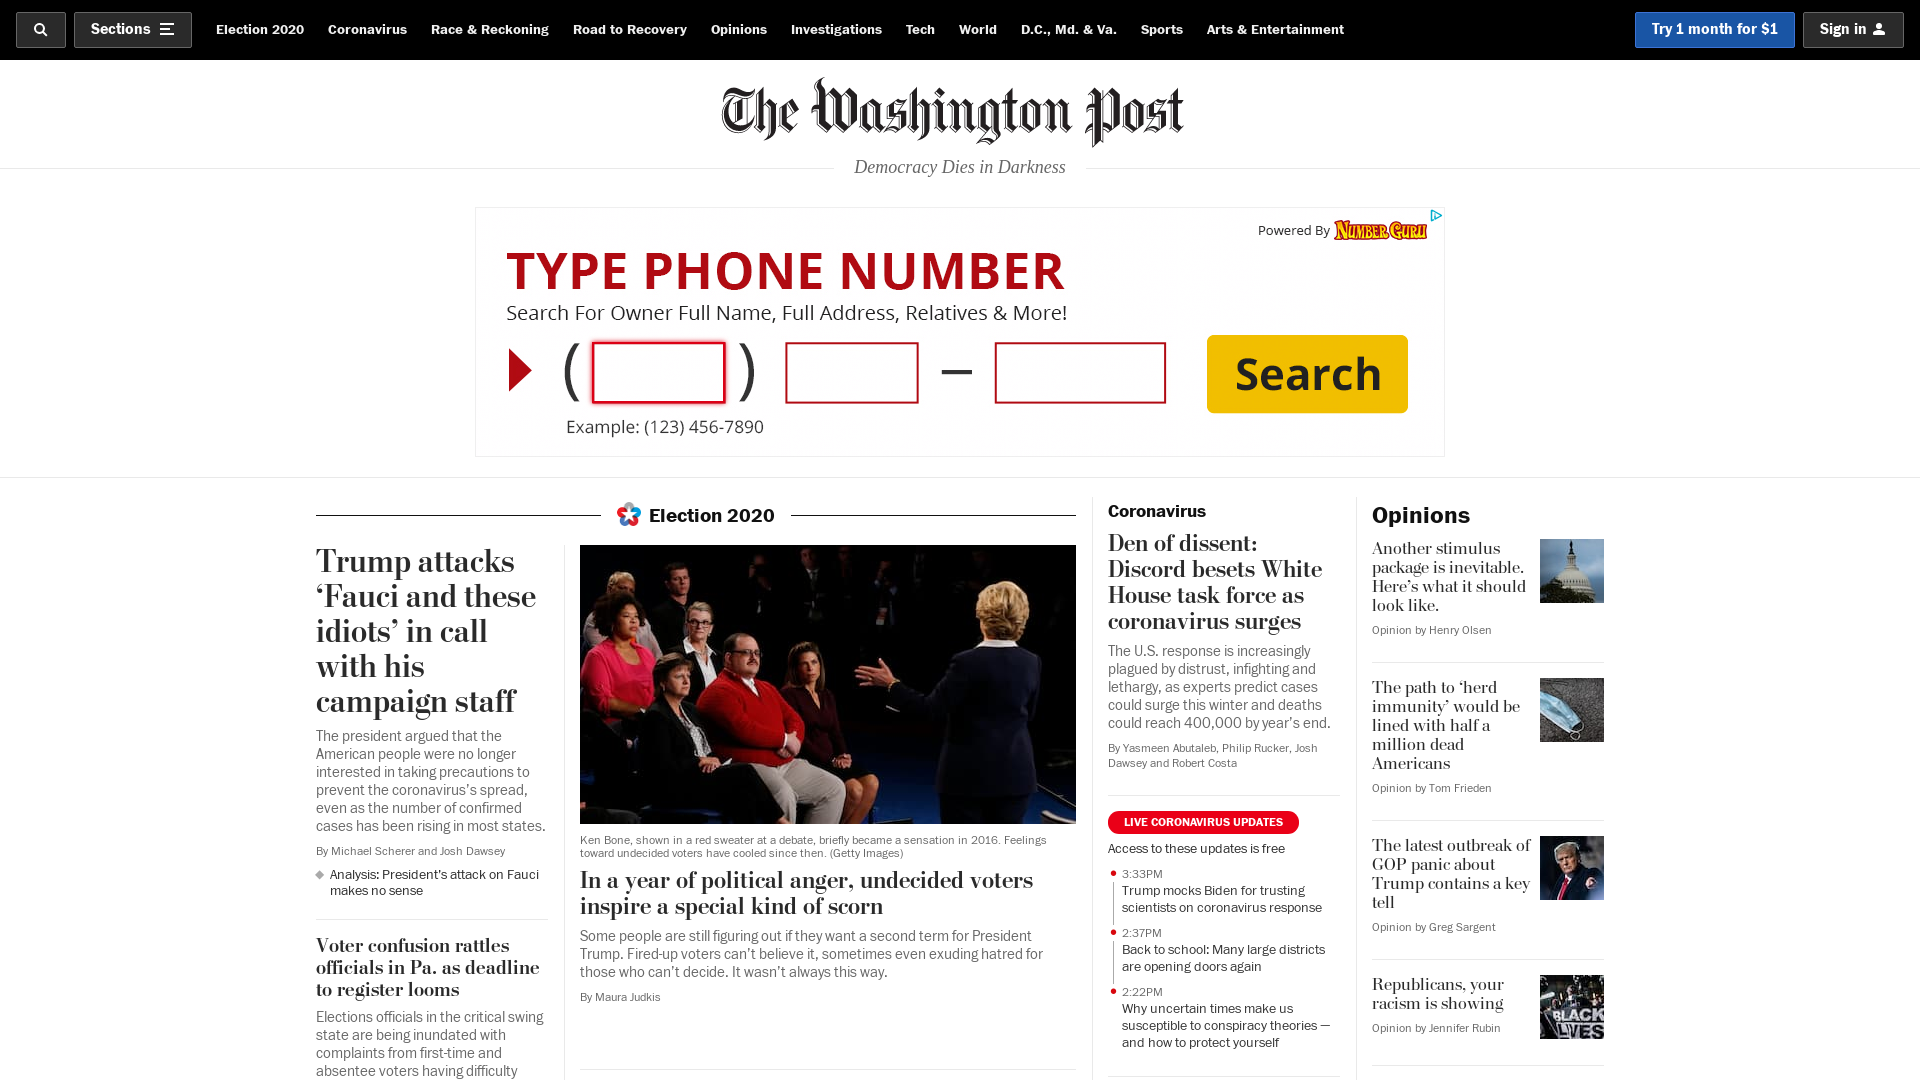 Sections
Election 2020
Coronavirus
Race & Reckoning
Road to Recovery
Opinions
Investigations
Tech
World
D.C., Md. & Va.
Sports
Arts & Entertainment
Try 1 month for $1
Sign in
The Washington Post
Democracy Dies in Darkness
Powered By NUMBER GURU
TYPE PHONE NUMBER
Search For Owner Full Name, Full Address, Relatives & More!
( ) –
Search
Example: (123) 456-7890
Election 2020
Trump attacks
‘Fauci and these
idiots’ in call
with his
campaign staff
The president argued that the
American people were no longer
interested in taking precautions to
prevent the coronavirus’s spread,
even as the number of confirmed
cases has been rising in most states.
By Michael Scherer and Josh Dawsey
Analysis: President's attack on Fauci
makes no sense
Voter confusion rattles
officials in Pa. as deadline
to register looms
Elections officials in the critical swing
state are being inundated with
complaints from first-time and
absentee voters having difficulty
Ken Bone, shown in a red sweater at a debate, briefly became a sensation in 2016. Feelings
toward undecided voters have cooled since then. (Getty Images)
In a year of political anger, undecided voters
inspire a special kind of scorn
Some people are still figuring out if they want a second term for President
Trump. Fired-up voters can’t believe it, sometimes even exuding hatred for
those who can’t decide. It wasn’t always this way.
By Maura Judkis
Coronavirus
Den of dissent:
Discord besets White
House task force as
coronavirus surges
The U.S. response is increasingly
plagued by distrust, infighting and
lethargy, as experts predict cases
could surge this winter and deaths
could reach 400,000 by year’s end.
By Yasmeen Abutaleb, Philip Rucker, Josh
Dawsey and Robert Costa
LIVE CORONAVIRUS UPDATES
Access to these updates is free
3:33PM
Trump mocks Biden for trusting
scientists on coronavirus response
2:37PM
Back to school: Many large districts
are opening doors again
2:22PM
Why uncertain times make us
susceptible to conspiracy theories —
and how to protect yourself
Opinions
Another stimulus
package is inevitable.
Here’s what it should
look like.
Opinion by Henry Olsen
The path to ‘herd
immunity’ would be
lined with half a
million dead
Americans
Opinion by Tom Frieden
The latest outbreak of
GOP panic about
Trump contains a key
tell
Opinion by Greg Sargent
Republicans, your
racism is showing
Opinion by Jennifer Rubin
BLACK
LIVES